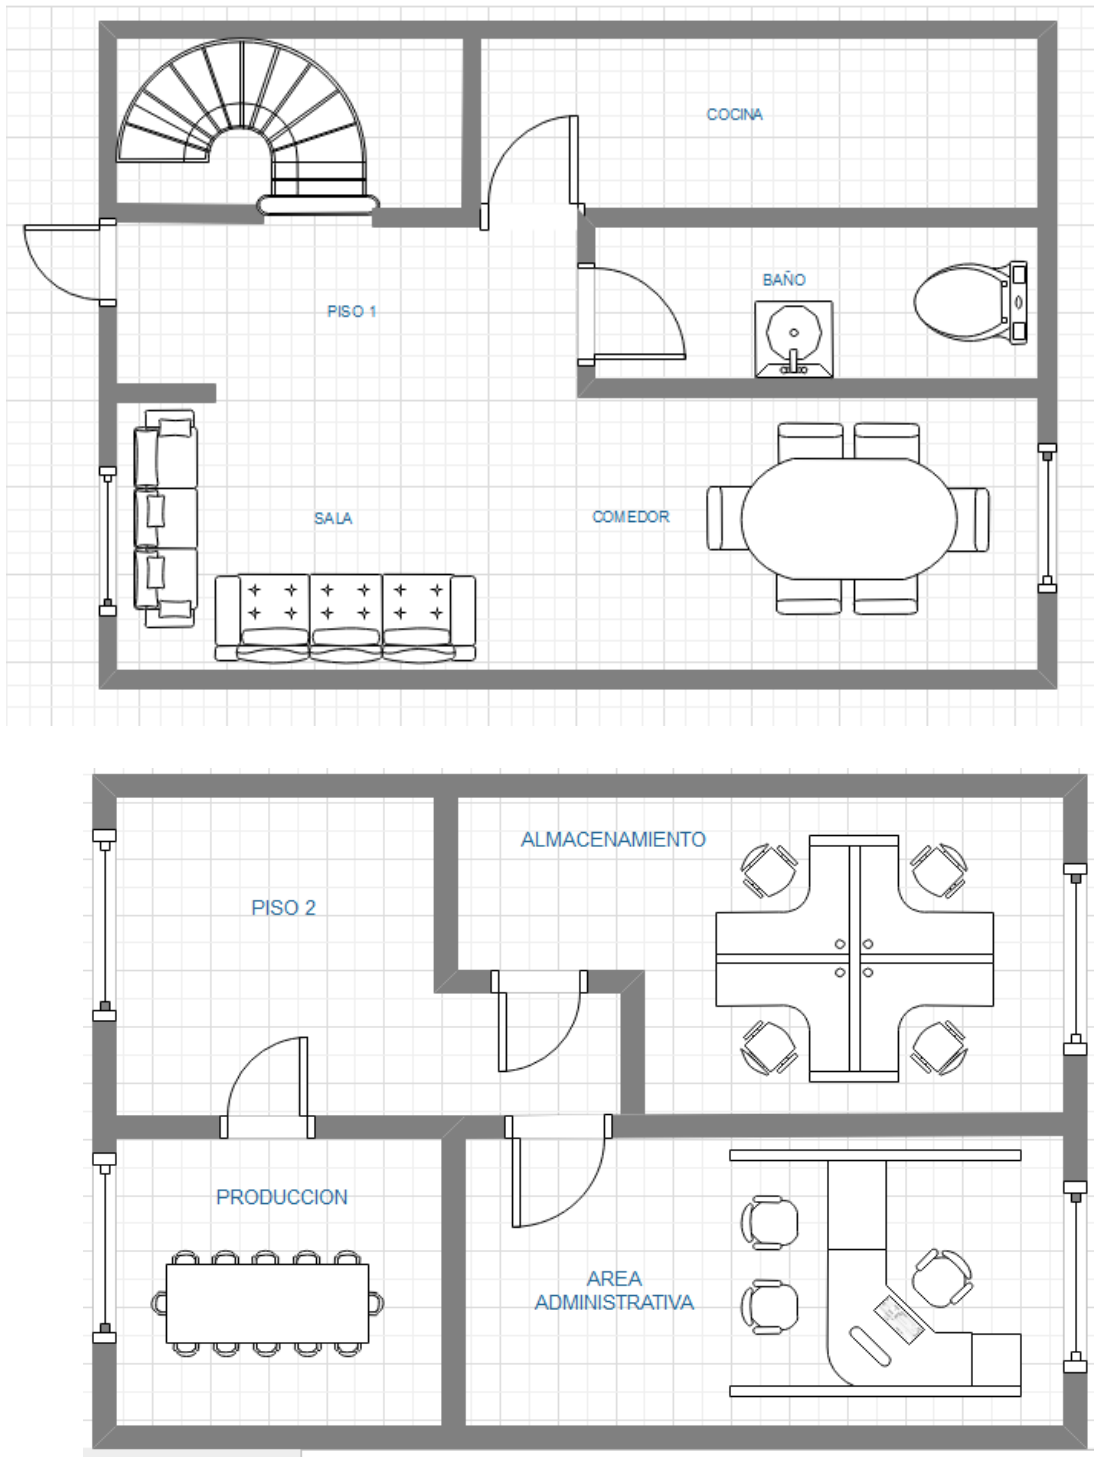 COCINA
BAÑO
PISO 1
SALA
COMEDOR
ALMACENAMIENTO
PISO 2
PRODUCCION
AREA
ADMINISTRATIVA